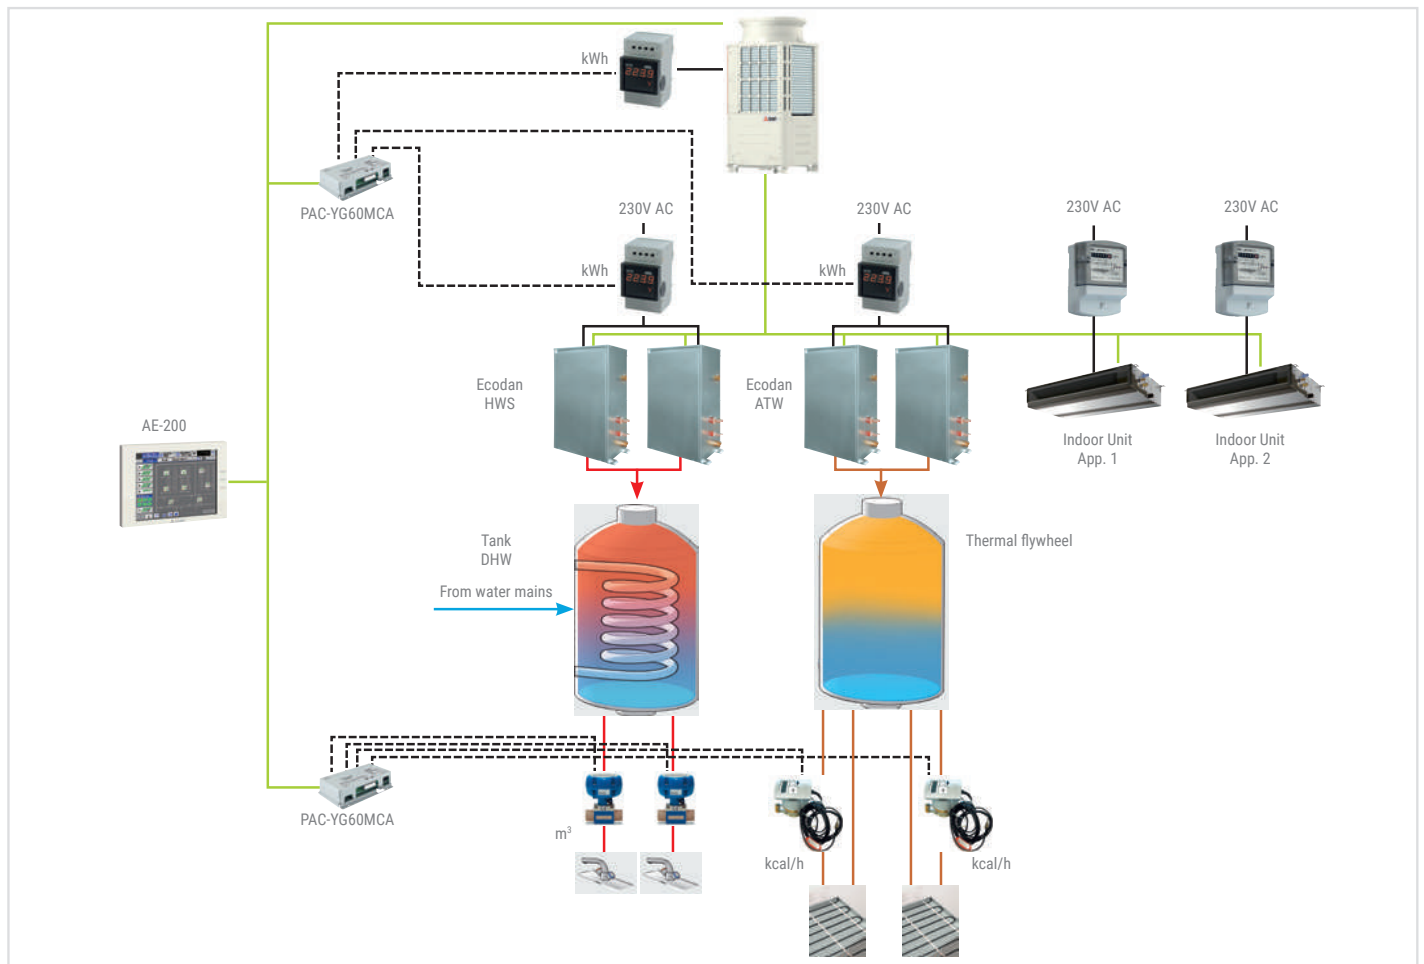 kWh
PAC-YG60MCA
230V AC
230V AC
230V AC
230V AC
kWh
kWh
Ecodan
HWS
Ecodan
ATW
AE-200
Indoor Unit
App. 1
Indoor Unit
App. 2
Tank
DHW
Thermal flywheel
From water mains
PAC-YG60MCA
m³
kcal/h
kcal/h